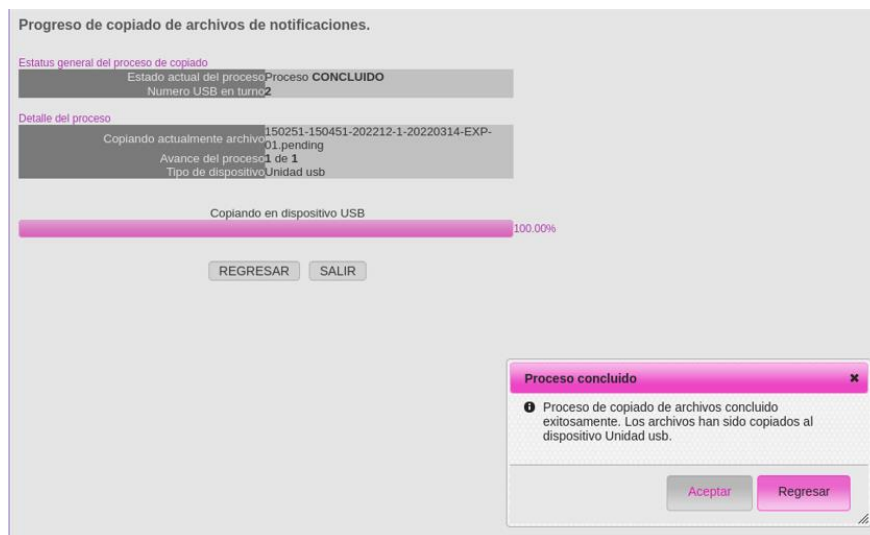 Progreso de copiado de archivos de notificaciones.
Estatus general del proceso de copiado
Estado actual del proceso Proceso CONCLUIDO
Numero USB en turno 2
Detalle del proceso
Copiando actualmente archivo 150251-150451-202212-1-20220314-EXP-
01.pending
Avance del proceso 1 de 1
Tipo de dispositivo Unidad usb
Copiando en dispositivo USB
100.00%
REGRESAR SALIR
Proceso concluido
Proceso de copiado de archivos concluido
exitosamente. Los archivos han sido copiados al
dispositivo Unidad usb.
Aceptar Regresar